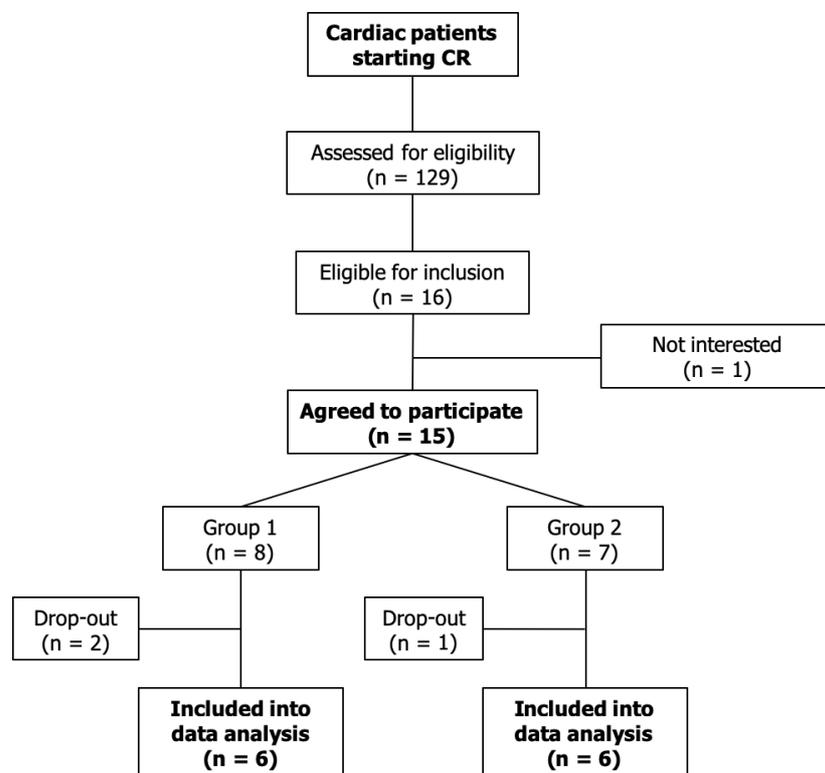 Cardiac patients
starting CR
Assessed for eligibility
(n = 129)
Eligible for inclusion
(n = 16)
Not interested
(n = 1)
Agreed to participate
(n = 15)
Group 1
(n = 8)
Group 2
(n = 7)
Drop-out
(n = 2)
Drop-out
(n = 1)
Included into
data analysis
(n = 6)
Included into
data analysis
(n = 6)